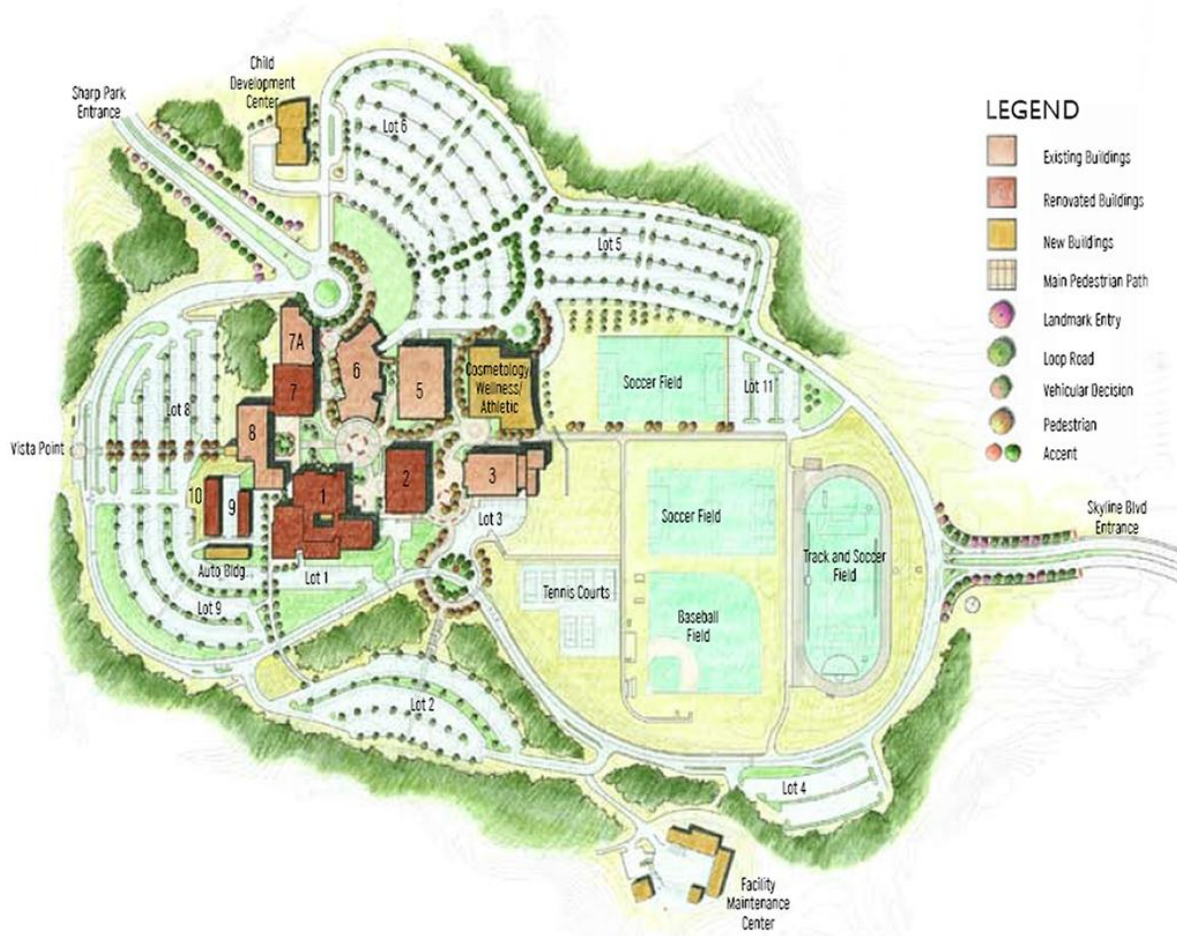 Child
Development
Center
Sharp Park
Entrance
Lot 6
LEGEND
Existing Buildings
Renovated Buildings
New Buildings
Main Pedestrian Path
Landmark Entry
Loop Road
Vehicular Decision
Pedestrian
Accent
Lot 5
7A
7
6
5
Cosmetology/
Wellness/
Athletic
Soccer Field
Lot 11
Lot 8
Vista Point
8
10
9
1
2
3
Lot 3
Soccer Field
Skyline Blvd
Entrance
Track and Soccer
Field
Auto Bldg.
Lot 1
Tennis Courts
Lot 9
Baseball
Field
Lot 2
Lot 4
Facility
Maintenance
Center